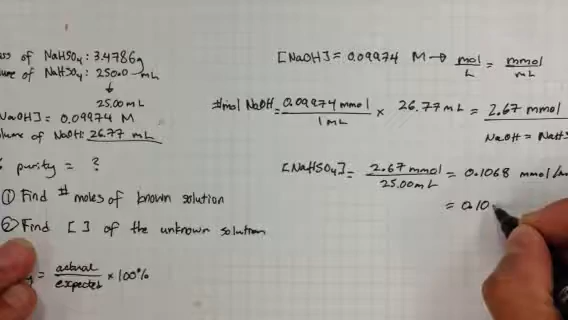 ass of NaHSO4: 3.4786g
ume of NaHSO4: 250.0 mL
↓
25.00 mL
NaOH] = 0.09974 M
olume of NaOH: 26.77 mL
purity = ?
① Find # moles of known solution
② Find [ ] of the unknown solution
y = actual / expected × 100%
[NaOH] = 0.09974 M → mol / L = mmol / mL
#mol NaOH = 0.09974 mmol / 1 mL × 26.77 mL = 2.67 mmol
NaOH = NaHS
[NaHSO4] = 2.67 mmol / 25.00 mL = 0.1068 mmol/m
= 0.10